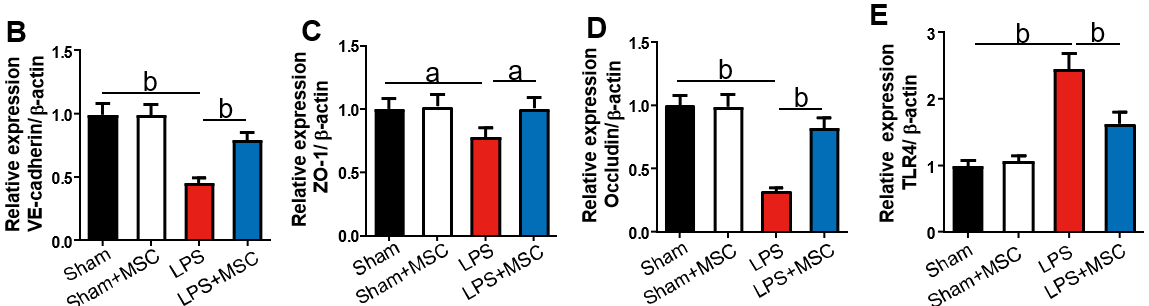 B
Relative expression
VE-cadherin/β-actin
1.5
1.0
0.5
0.0
b
b
Sham
Sham+MSC
LPS
LPS+MSC
C
Relative expression
ZO-1/β-actin
1.5
1.0
0.5
0.0
a
a
Sham
Sham+MSC
LPS
LPS+MSC
D
Relative expression
Occludin/β-actin
1.5
1.0
0.5
0.0
b
b
Sham
Sham+MSC
LPS
LPS+MSC
E
Relative expression
TLR4/β-actin
3
2
1
0
b
b
Sham
Sham+MSC
LPS
LPS+MSC